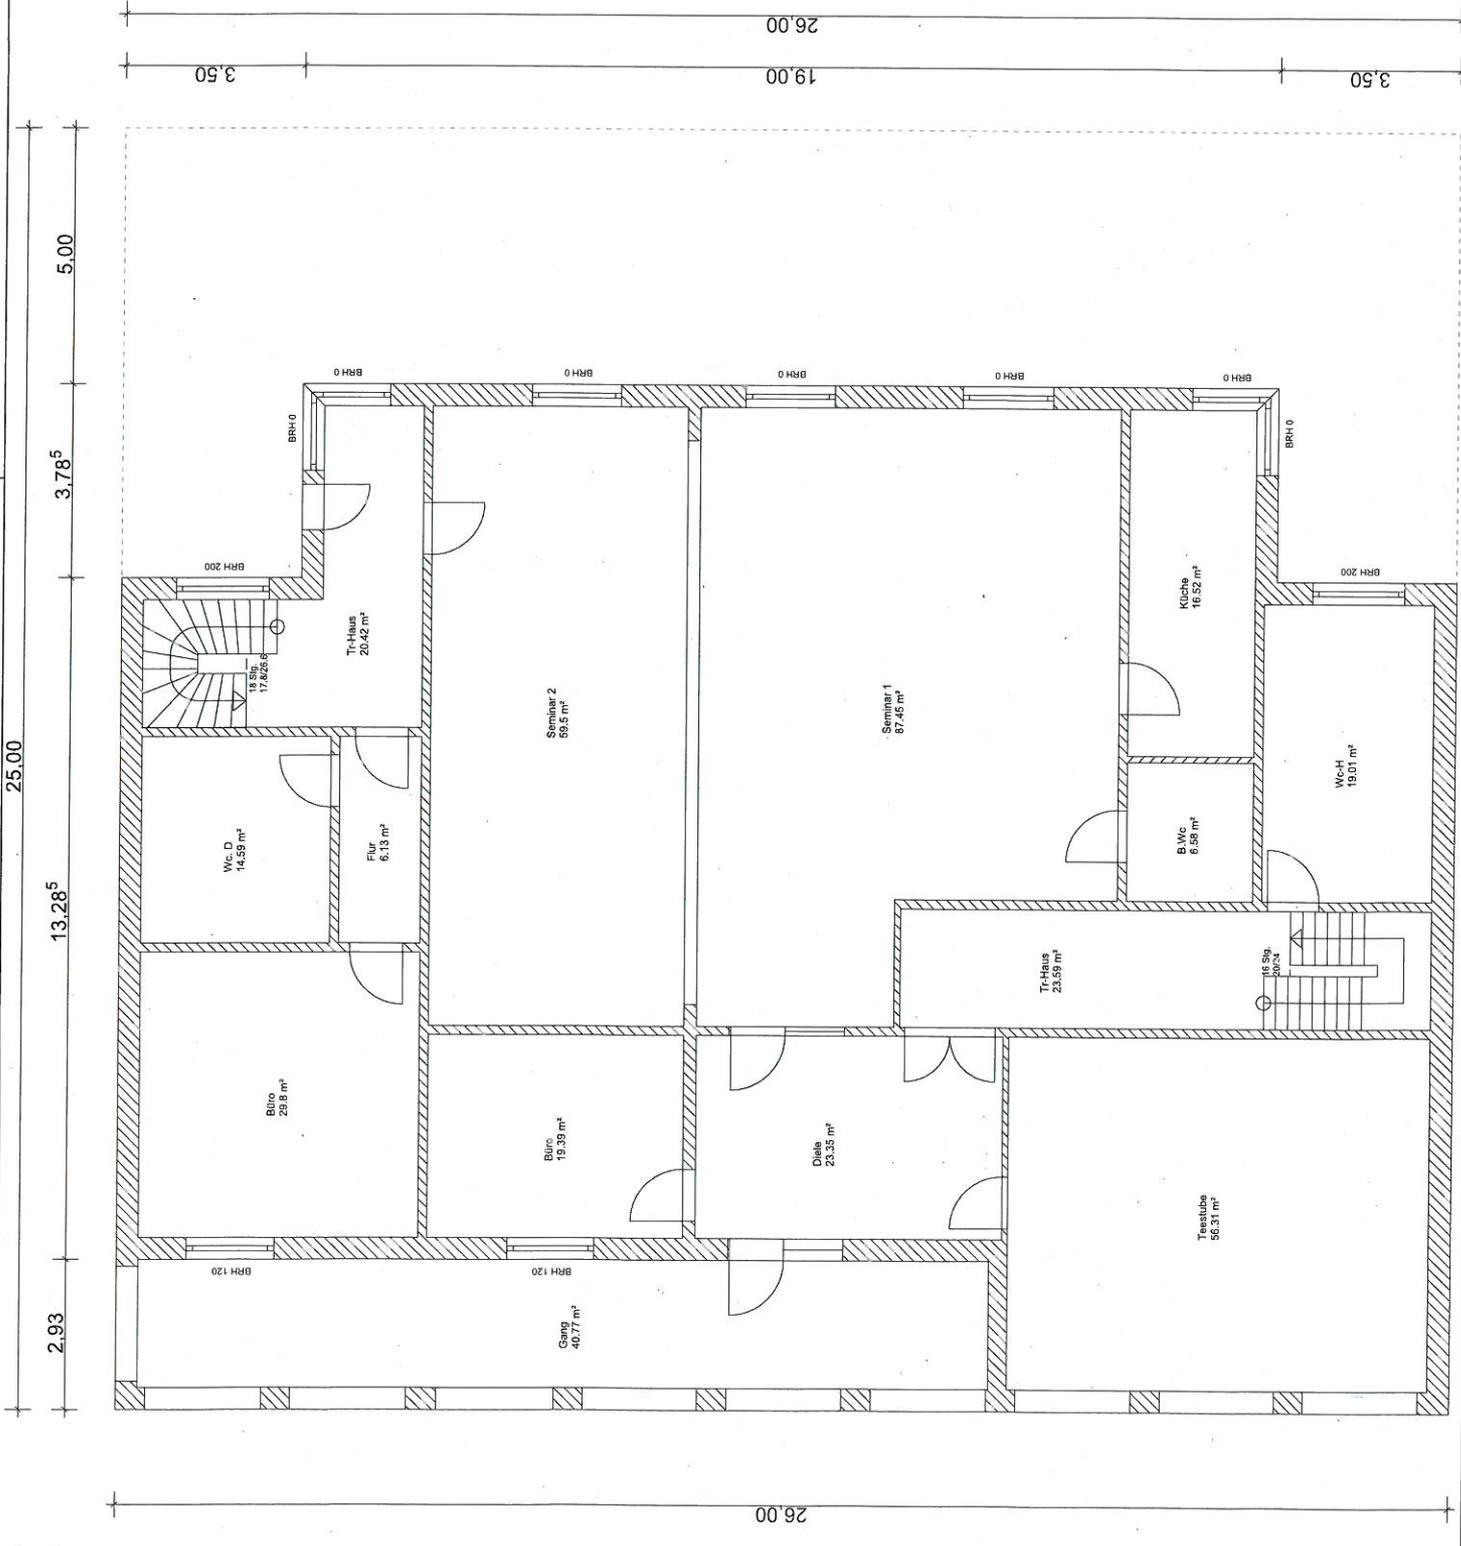 26,00
3,50
19,00
3,50
25,00
5,00
3,78⁵
13,28⁵
2,93
BRH 0
BRH 0
BRH 0
BRH 0
BRH 0
BRH 0
BRH 0
BRH 200
BRH 200
18 Stg.
17.8/26.6
Tr-Haus
20.42 m²
Seminar 2
59.5 m²
Seminar 1
87.45 m²
Küche
16.52 m²
Wc. D
14.59 m²
Flur
6.13 m²
B.Wc
6.58 m²
Wc-H
19.01 m²
Tr-Haus
23.59 m²
16 Stg.
20/24
Büro
29.8 m²
Büro
19.39 m²
Diele
23.35 m²
Teestube
56.31 m²
BRH 120
BRH 120
Gang
40.77 m²
26,00